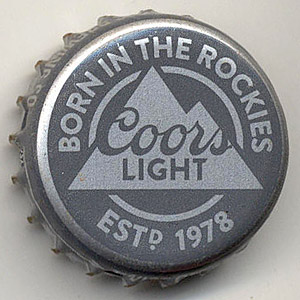 BORN IN THE ROCKIES
Coors
LIGHT
ESTD 1978